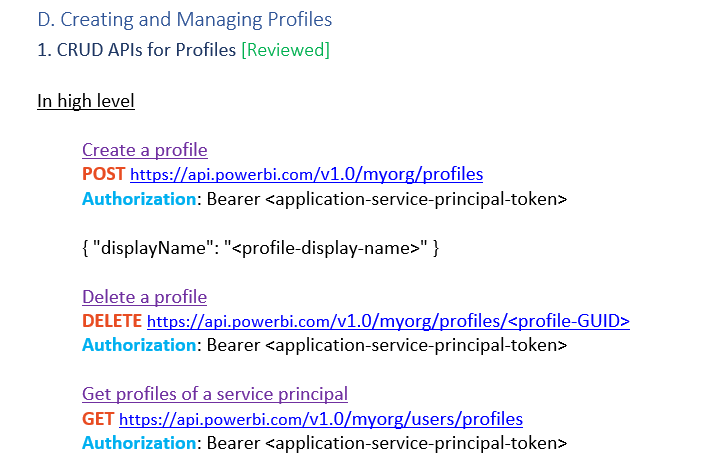 D. Creating and Managing Profiles
1. CRUD APIs for Profiles [Reviewed]
In high level
Create a profile
POST https://api.powerbi.com/v1.0/myorg/profiles
Authorization: Bearer <application-service-principal-token>
{ "displayName": "<profile-display-name>" }
Delete a profile
DELETE https://api.powerbi.com/v1.0/myorg/profiles/<profile-GUID>
Authorization: Bearer <application-service-principal-token>
Get profiles of a service principal
GET https://api.powerbi.com/v1.0/myorg/users/profiles
Authorization: Bearer <application-service-principal-token>